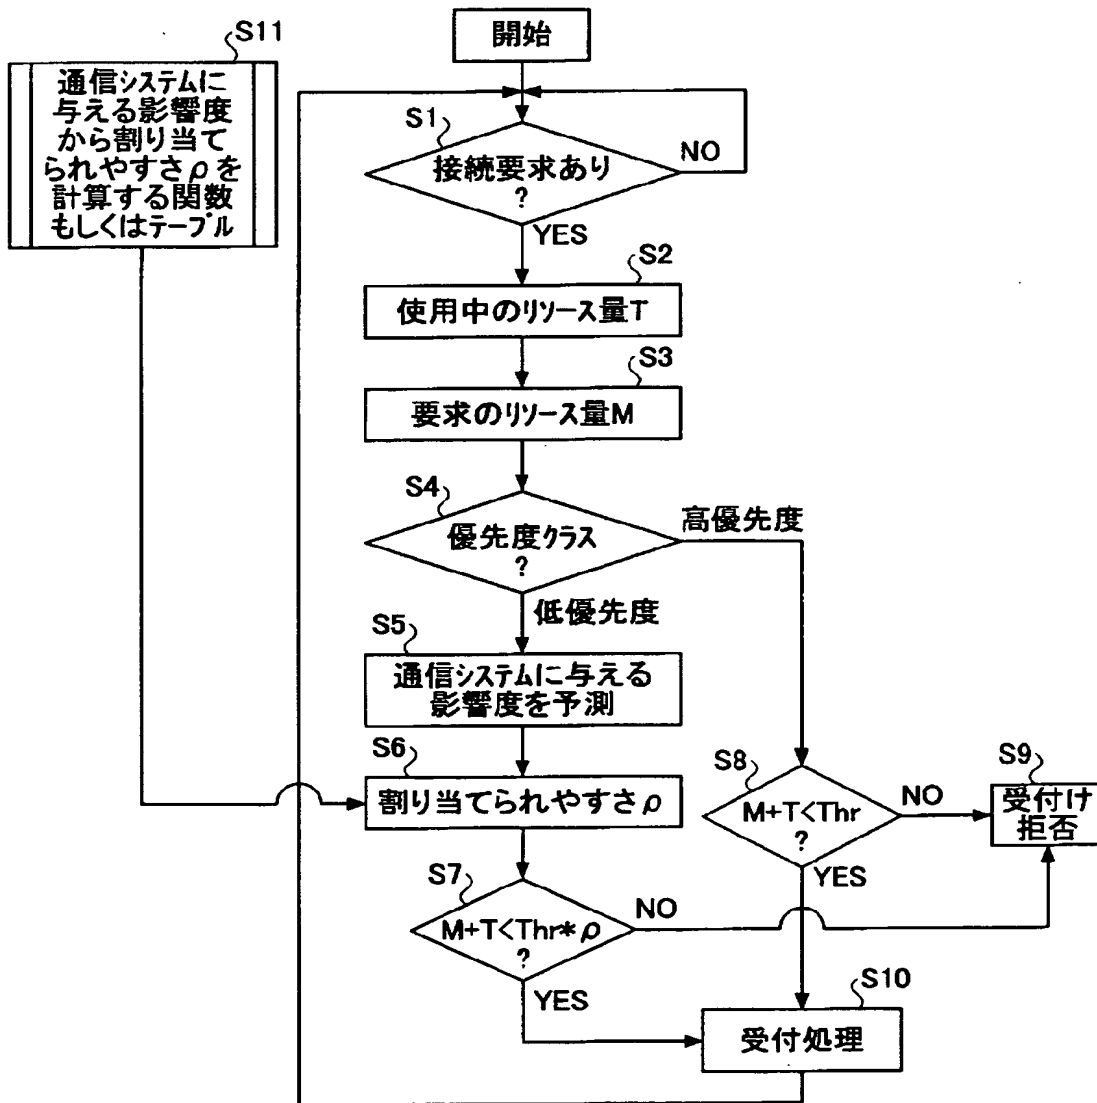 S11
通信システムに
与える影響度
から割り当て
られやすさρを
計算する関数
もしくはテーブル
開始
S1
接続要求あり
?
NO
YES
S2
使用中のリソース量T
S3
要求のリソース量M
S4
優先度クラス
?
高優先度
低優先度
S5
通信システムに与える
影響度を予測
S6
割り当てられやすさρ
S7
M+T<Thr*ρ
?
NO
YES
S8
M+T<Thr
?
NO
YES
S9
受付け
拒否
S10
受付処理